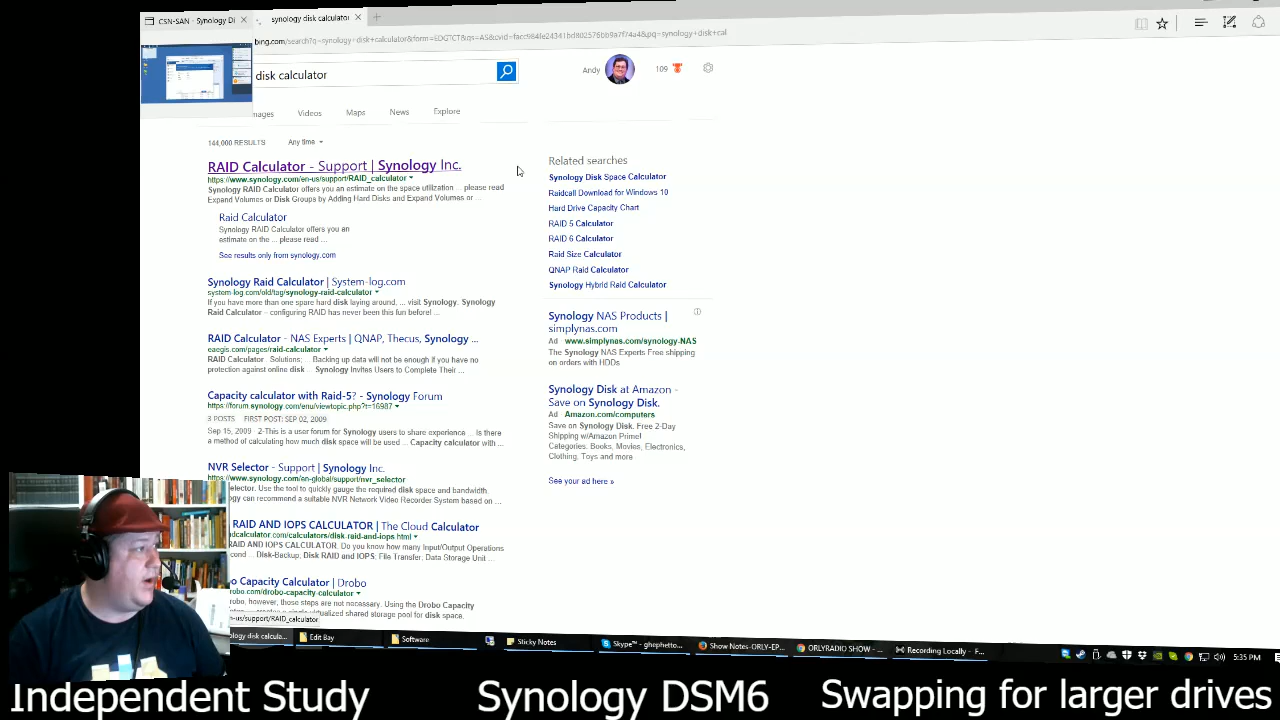 CSN-SAN - Synology Di
synology disk calculator
bing.com/search?q=synology+disk+calculator&form=EDGTCT&qs=AS&cvid=facc984fe24341bd802576bb9a7f74a4&pq=synology+disk+cal
disk calculator
Andy
109
mages Videos Maps News Explore
144,000 RESULTS Any time
RAID Calculator - Support | Synology Inc.
https://www.synology.com/en-us/support/RAID_calculator
Synology RAID Calculator offers you an estimate on the space utilization ... please read
Expand Volumes or Disk Groups by Adding Hard Disks and Expand Volumes or ...
Raid Calculator
Synology RAID Calculator offers you an
estimate on the ... please read ...
See results only from synology.com
Synology Raid Calculator | System-log.com
system-log.com/old/tag/synology-raid-calculator
If you have more than one spare hard disk laying around. ... visit Synology. Synology
Raid Calculator – configuring RAID has never been this fun before! ...
RAID Calculator - NAS Experts | QNAP, Thecus, Synology ...
eaegis.com/pages/raid-calculator
RAID Calculator . Solutions; ... Backing up data will not be enough if you have no
protection against online disk ... Synology Invites Users to Complete Their ...
Capacity calculator with Raid-5? - Synology Forum
https://forum.synology.com/enu/viewtopic.php?t=16987
3 POSTS FIRST POST: SEP 02, 2009
Sep 15, 2009 · 2-This is a user forum for Synology users to share experience ... Is there
a method of calculating how much disk space will be used ... Capacity calculator with ...
NVR Selector - Support | Synology Inc.
https://www.synology.com/en-global/support/nvr_selector
elector. Use the tool to quickly gauge the required disk space and bandwidth.
gy can recommend a suitable NVR Network Video Recorder System based on ...
RAID AND IOPS CALCULATOR | The Cloud Calculator
dcalculator.com/calculators/disk-raid-and-iops.html
RAID AND IOPS CALCULATOR. Do you know how many Input/Output Operations
cond ... Disk-Backup; Disk RAID and IOPS; File Transfer; Data Storage Unit ...
o Capacity Calculator | Drobo
robo.com/drobo-capacity-calculator
robo, however, those steps are not necessary. Using the Drobo Capacity
virtualized shared storage pool for disk space,
n-us/support/RAID_calculator
Related searches
Synology Disk Space Calculator
Raidcall Download for Windows 10
Hard Drive Capacity Chart
RAID 5 Calculator
RAID 6 Calculator
Raid Size Calculator
QNAP Raid Calculator
Synology Hybrid Raid Calculator
Synology NAS Products |
simplynas.com
Ad · www.simplynas.com/synology-NAS
The Synology NAS Experts Free shipping
on orders with HDDs
Synology Disk at Amazon -
Save on Synology Disk.
Ad · Amazon.com/computers
Save on Synology Disk. Free 2-Day
Shipping w/Amazon Prime!
Categories: Books, Movies, Electronics,
Clothing, Toys and more
See your ad here »
ology disk calcula... Edit Bay Software Sticky Notes Skype™ - ghephetto... Show Notes-ORLY-EP... ORLYRADIO SHOW - ... Recording Locally - F... 5:35 PM
Independent Study Synology DSM6 Swapping for larger drives